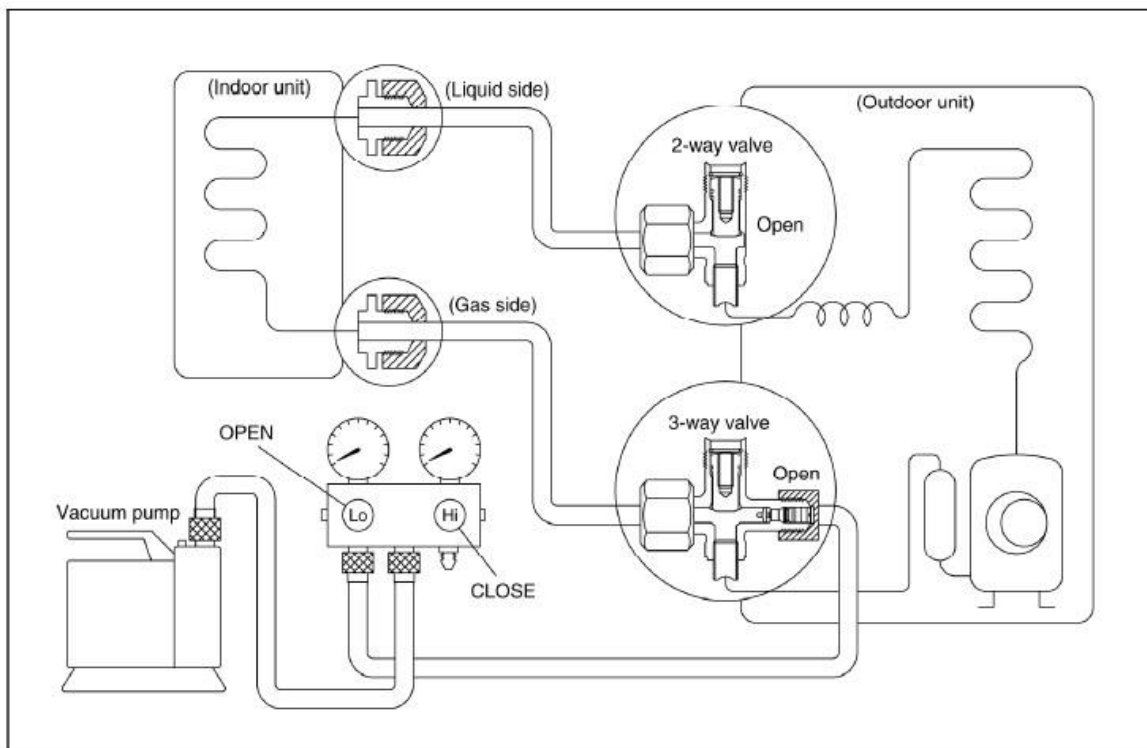 (Indoor unit)
(Liquid side)
(Outdoor unit)
2-way valve
Open
(Gas side)
3-way valve
Open
OPEN
Lo
Hi
Vacuum pump
CLOSE